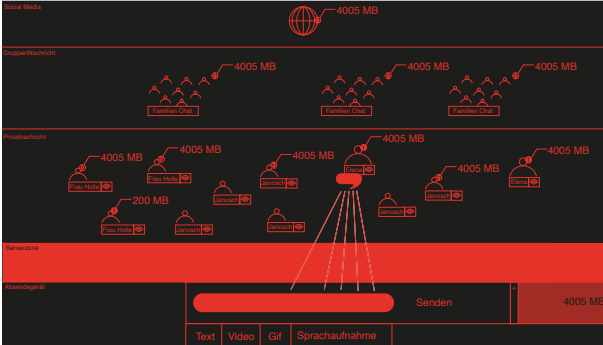 Social Media
4005 MB
GruppenNachricht
4005 MB
4005 MB
4005 MB
Familien Chat
Familien Chat
Familien Chat
Privatnachricht
4005 MB
4005 MB
4005 MB
4005 MB
4005 MB
4005 MB
Frau Holle
Frau Holle
Janosch
Elena
Janosch
Elena
Janosch
200 MB
Frau Holle
Janosch
Janosch
Janosch
Serverzone
Absendegerät
Senden
4005 MB
Text
Video
Gif
Sprachaufnahme